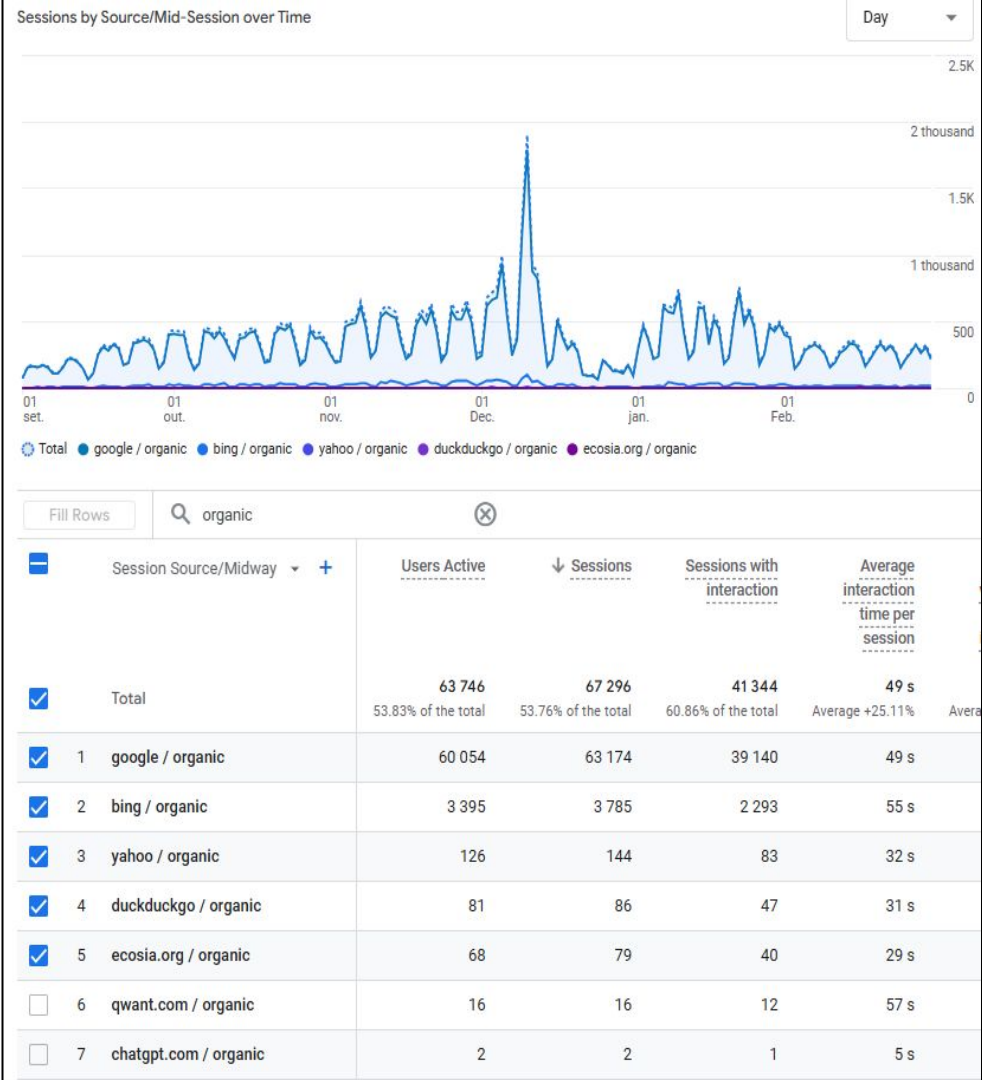 Sessions by Source/Mid-Session over Time
Day
2.5K
2 thousand
1.5K
1 thousand
500
0
01 01 01 01 01 01
set. out. nov. Dec. jan. Feb.
Total google / organic bing / organic yahoo / organic duckduckgo / organic ecosia.org / organic
Fill Rows organic
Session Source/Midway + Users Active Sessions Sessions with Average
interaction interaction
time per
session
Total 63 746 67 296 41 344 49 s
53.83% of the total 53.76% of the total 60.86% of the total Average +25.11%
1 google / organic 60 054 63 174 39 140 49 s
2 bing / organic 3 395 3 785 2 293 55 s
3 yahoo / organic 126 144 83 32 s
4 duckduckgo / organic 81 86 47 31 s
5 ecosia.org / organic 68 79 40 29 s
6 qwant.com / organic 16 16 12 57 s
7 chatgpt.com / organic 2 2 1 5 s